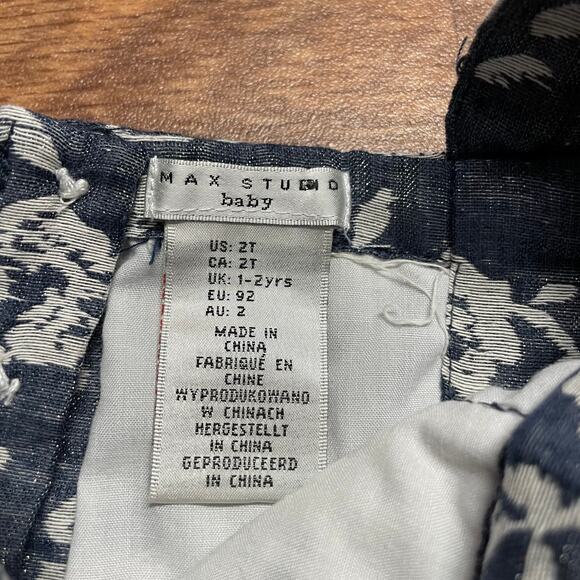 MAX STUDIO
baby
US: 2T
CA: 2T
UK: 1-2yrs
EU: 92
AU: 2
MADE IN
CHINA
FABRIQUÉ EN
CHINE
WYPRODUKOWANO
W CHINACH
HERGESTELLT
IN CHINA
GEPRODUCEERD
IN CHINA